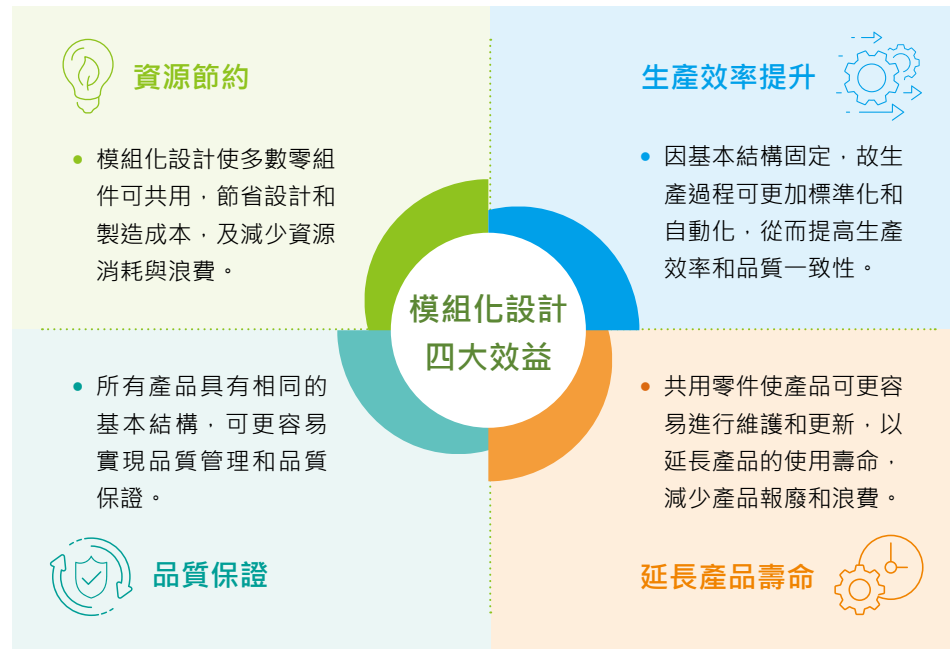 資源節約
模組化設計使多數零組
件可共用，節省設計和
製造成本，及減少資源
消耗與浪費。
生產效率提升
因基本結構固定，故生
產過程可更加標準化和
自動化，從而提高生產
效率和品質一致性。
模組化設計
四大效益
所有產品具有相同的
基本結構，可更容易
實現品質管理和品質
保證。
品質保證
共用零件使產品可更容
易進行維護和更新，以
延長產品的使用壽命，
減少產品報廢和浪費。
延長產品壽命